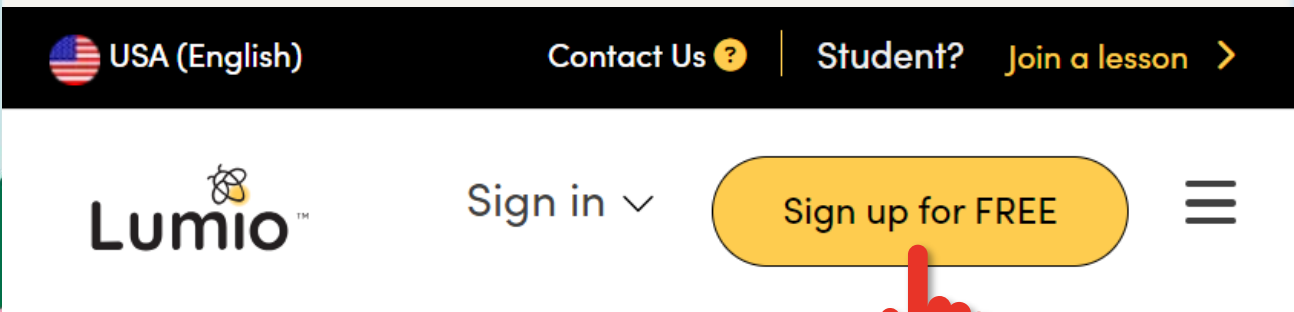 USA (English) Contact Us ? Student? Join a lesson
Lumio™ Sign in Sign up for FREE